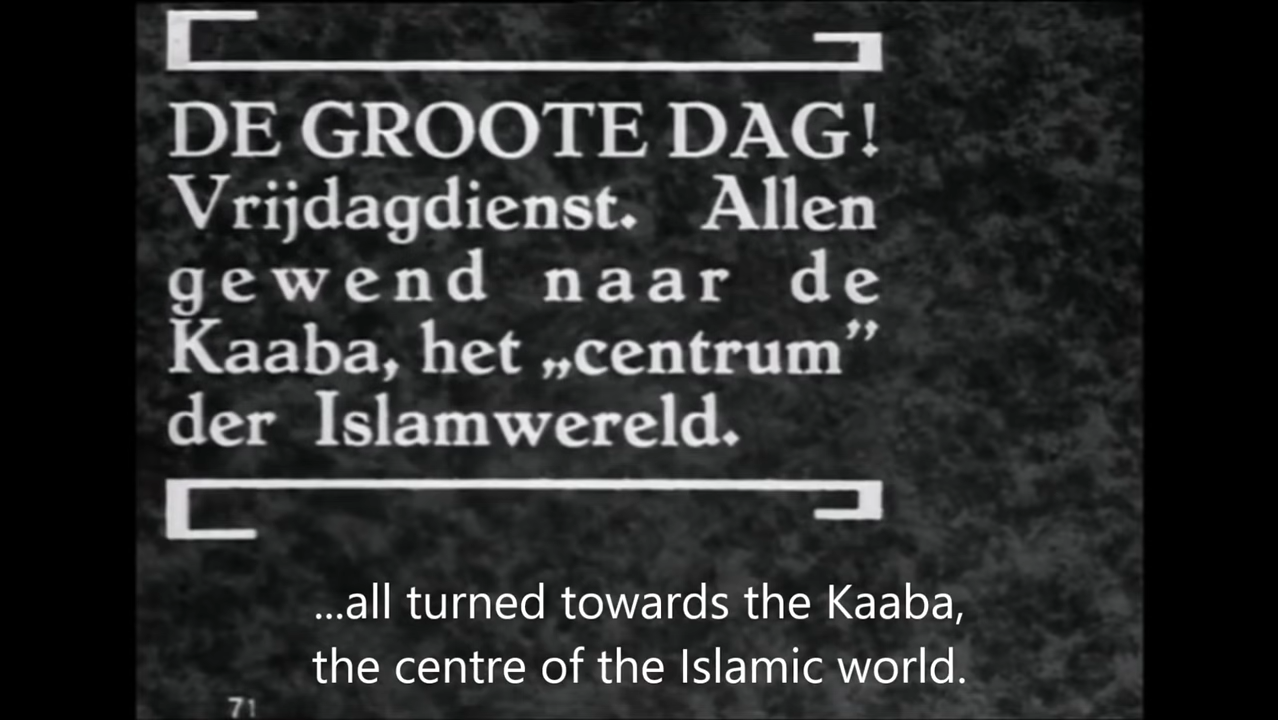 DE GROOTE DAG!
Vrijdagdienst. Allen
gewend naar de
Kaaba, het „centrum”
der Islamwereld.
...all turned towards the Kaaba,
the centre of the Islamic world.
71